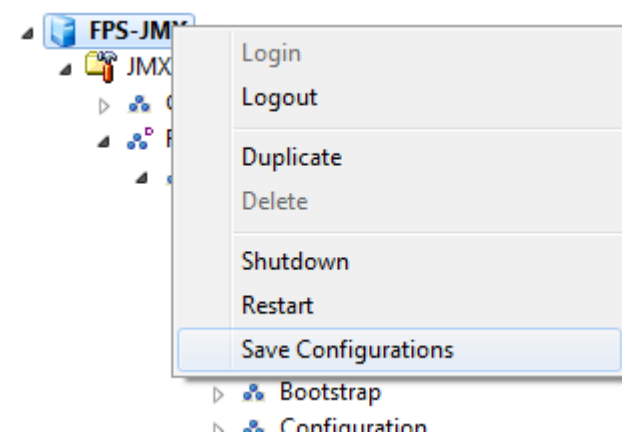 FPS-JMX
JMX
Login
Logout
Duplicate
Delete
Shutdown
Restart
Save Configurations
Bootstrap
Configuration